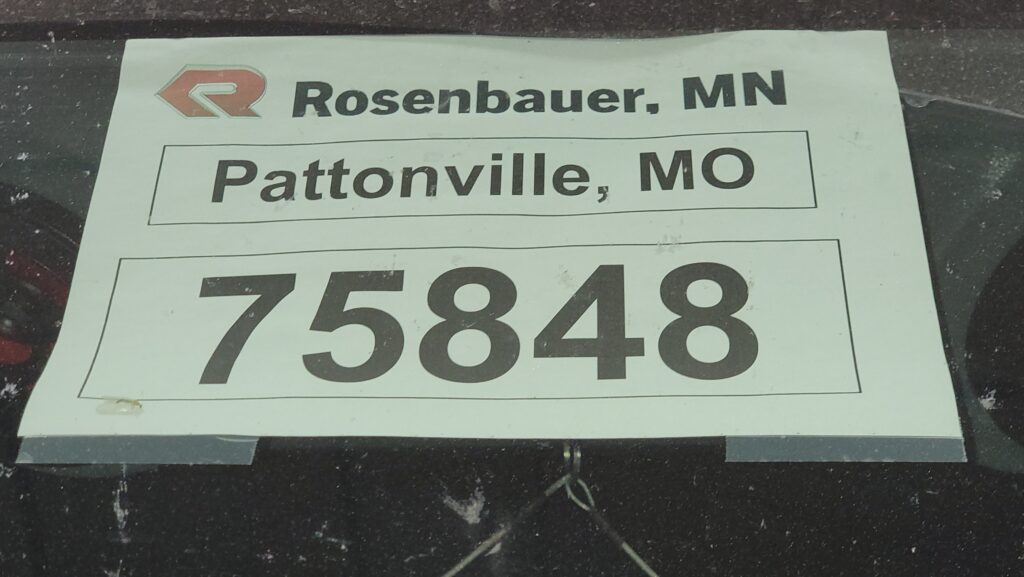 Rosenbauer, MN
Pattonville, MO
75848